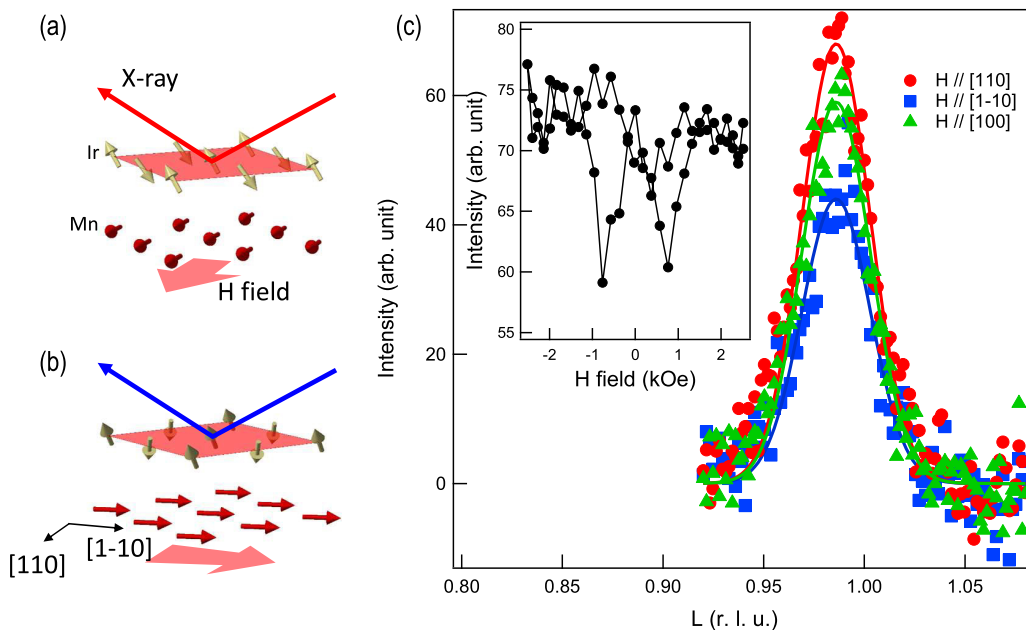 (a)
X-ray
Ir
Mn
H field
(b)
[110]
[1-10]
(c)
Intensity (arb. unit)
60
40
20
0
0.80
0.85
0.90
0.95
1.00
1.05
L (r. l. u.)
H // [110]
H // [1-10]
H // [100]
Intensity (arb. unit)
80
75
70
65
60
55
-2
-1
0
1
2
H field (kOe)